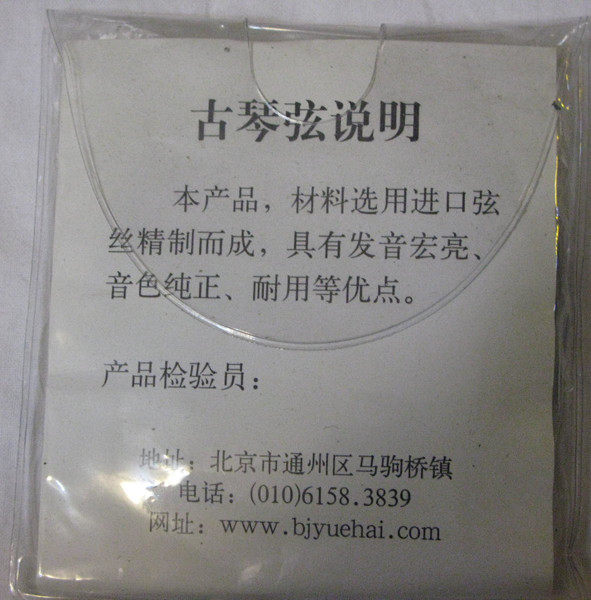 古琴弦说明
本产品，材料选用进口弦
丝精制而成，具有发音宏亮、
音色纯正、耐用等优点。
产品检验员：
地址：北京市通州区马驹桥镇
电话：(010)6158.3839
网址：www.bjyuehai.com